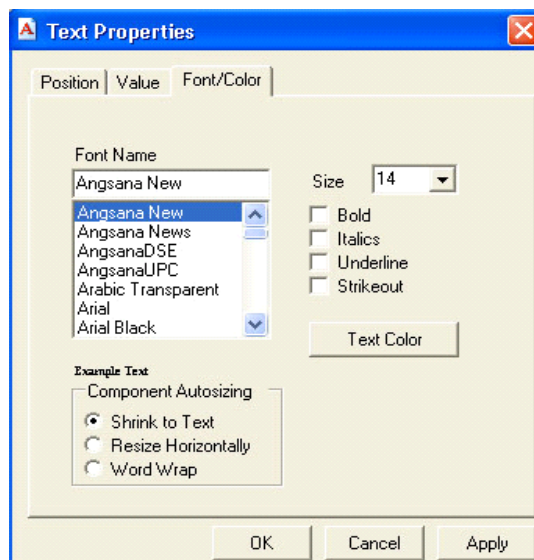 Text Properties
Position Value Font/Color
Font Name
Angsana New
Size 14
Angsana New
Angsana News
AngsanaDSE
AngsanaUPC
Arabic Transparent
Arial
Arial Black
Bold
Italics
Underline
Strikeout
Text Color
Example Text
Component Autosizing
Shrink to Text
Resize Horizontally
Word Wrap
OK Cancel Apply